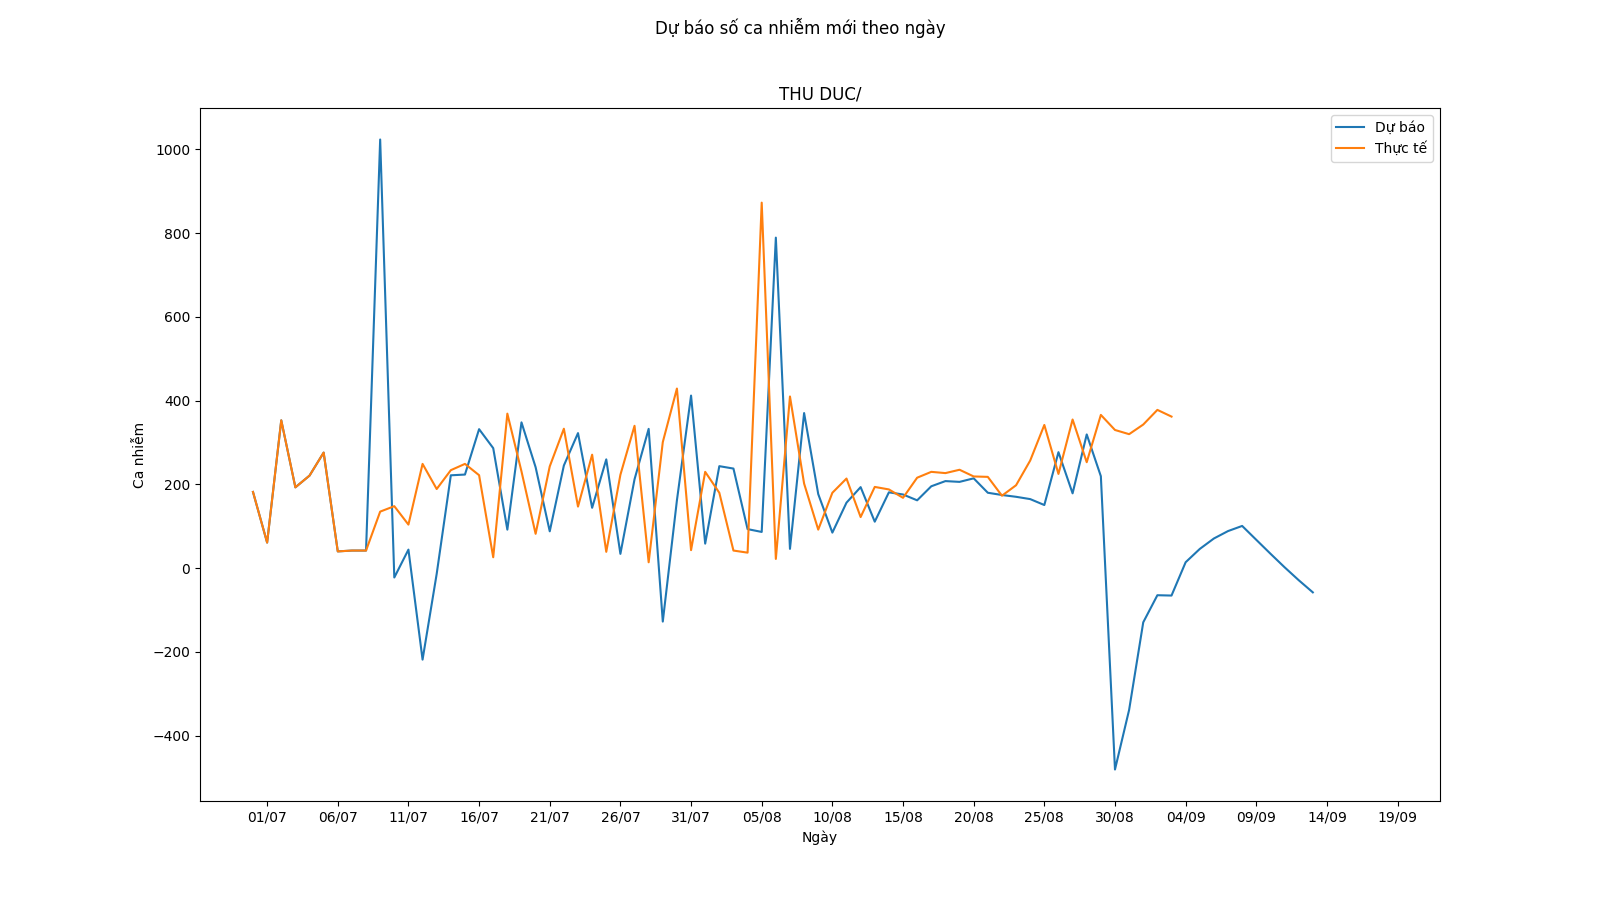 Dự báo số ca nhiễm mới theo ngày
THU DUC/
Dự báo
Thực tế
1000
800
600
400
200
0
−200
−400
Ca nhiễm
01/07 06/07 11/07 16/07 21/07 26/07 31/07 05/08 10/08 15/08 20/08 25/08 30/08 04/09 09/09 14/09 19/09
Ngày